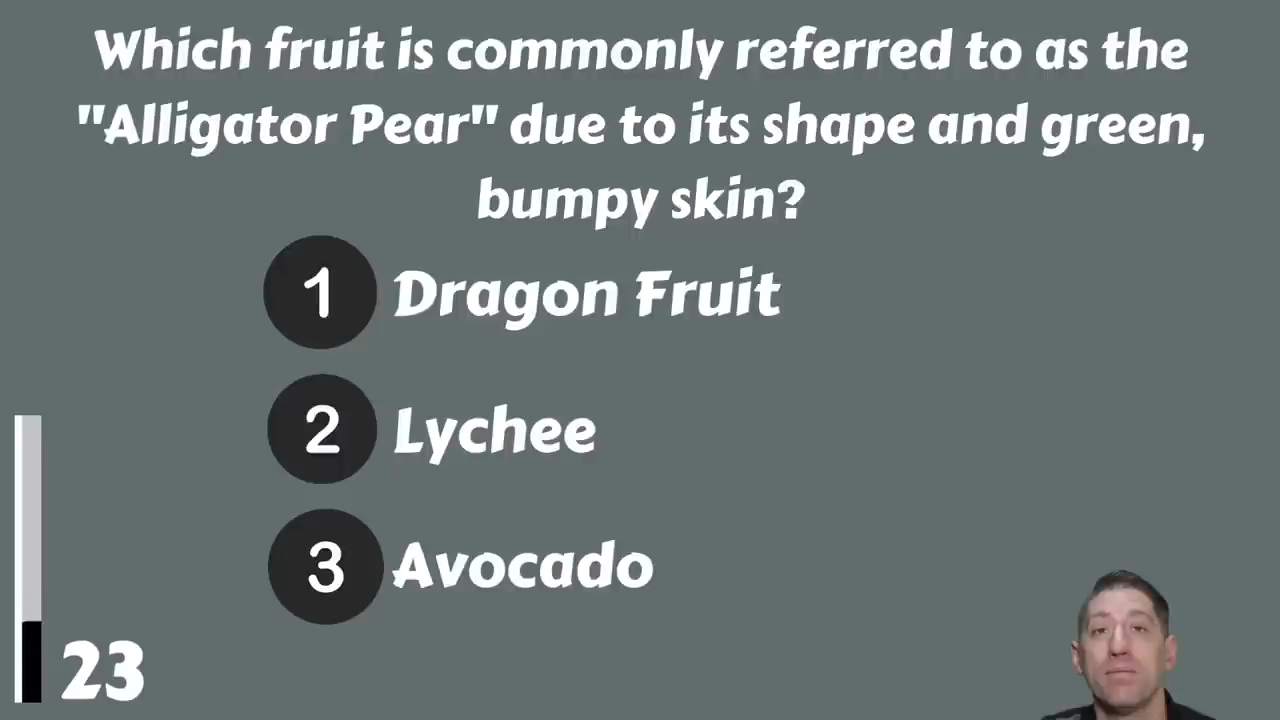 Which fruit is commonly referred to as the
"Alligator Pear" due to its shape and green,
bumpy skin?
1 Dragon Fruit
2 Lychee
3 Avocado
23